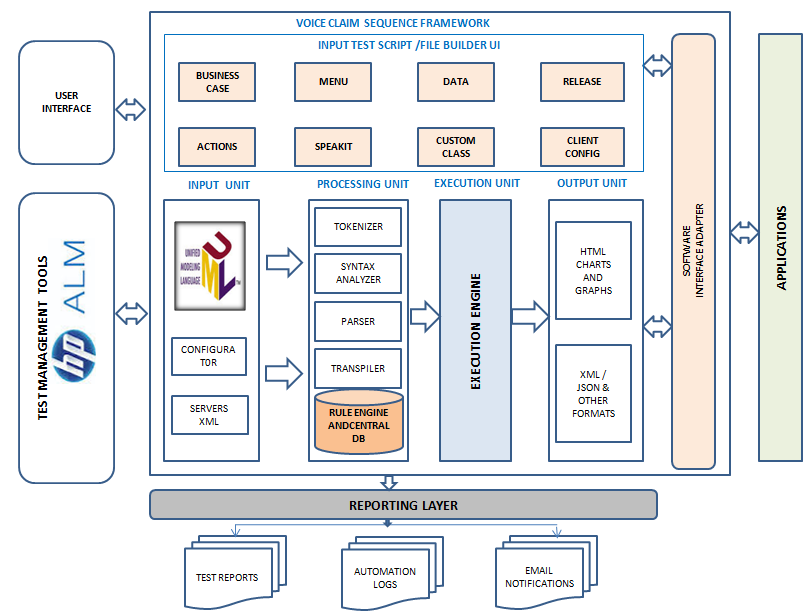 VOICE CLAIM SEQUENCE FRAMEWORK
INPUT TEST SCRIPT /FILE BUILDER UI
USER
INTERFACE
BUSINESS
CASE
MENU
DATA
RELEASE
ACTIONS
SPEAKIT
CUSTOM
CLASS
CLIENT
CONFIG
INPUT UNIT
PROCESSING UNIT
EXECUTION UNIT
OUTPUT UNIT
TEST MANAGEMENT TOOLS
hp
ALM
UNIFIED
MODELING
LANGUAGE
UML
TM
CONFIGURA
T0R
SERVERS
XML
TOKENIZER
SYNTAX
ANALYZER
PARSER
TRANSPILER
RULE ENGINE
ANDCENTRAL
DB
EXECUTION ENGINE
HTML
CHARTS
AND
GRAPHS
XML /
JSON &
OTHER
FORMATS
SOFTWARE
INTERFACE ADAPTER
APPLICATIONS
REPORTING LAYER
TEST REPORTS
AUTOMATION
LOGS
EMAIL
NOTIFICATIONS